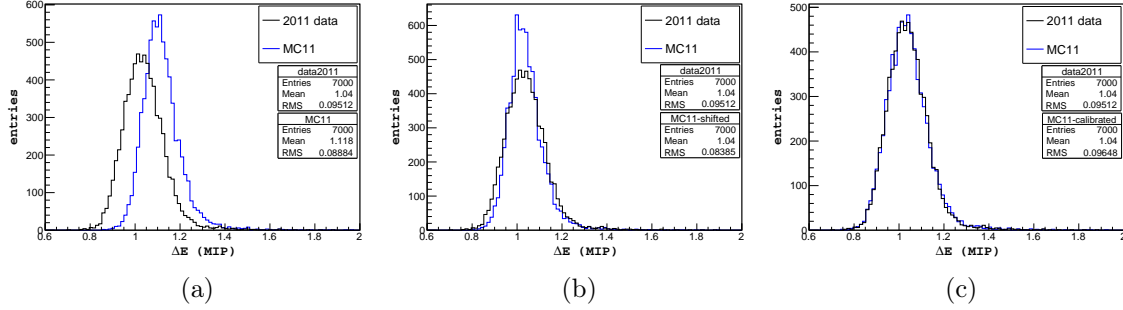 600
500
400
300
200
100
0
entries
0.6 0.8 1 1.2 1.4 1.6 1.8 2
ΔE (MIP)
2011 data
MC11
data2011
Entries 7000
Mean 1.04
RMS 0.09512
MC11
Entries 7000
Mean 1.118
RMS 0.08884
(a)
600
500
400
300
200
100
0
entries
0.6 0.8 1 1.2 1.4 1.6 1.8 2
ΔE (MIP)
2011 data
MC11
data2011
Entries 7000
Mean 1.04
RMS 0.09512
MC11-shifted
Entries 7000
Mean 1.04
RMS 0.08385
(b)
500
400
300
200
100
0
entries
0.6 0.8 1 1.2 1.4 1.6 1.8 2
ΔE (MIP)
2011 data
MC11
data2011
Entries 7000
Mean 1.04
RMS 0.09512
MC11-calibrated
Entries 7000
Mean 1.04
RMS 0.09648
(c)